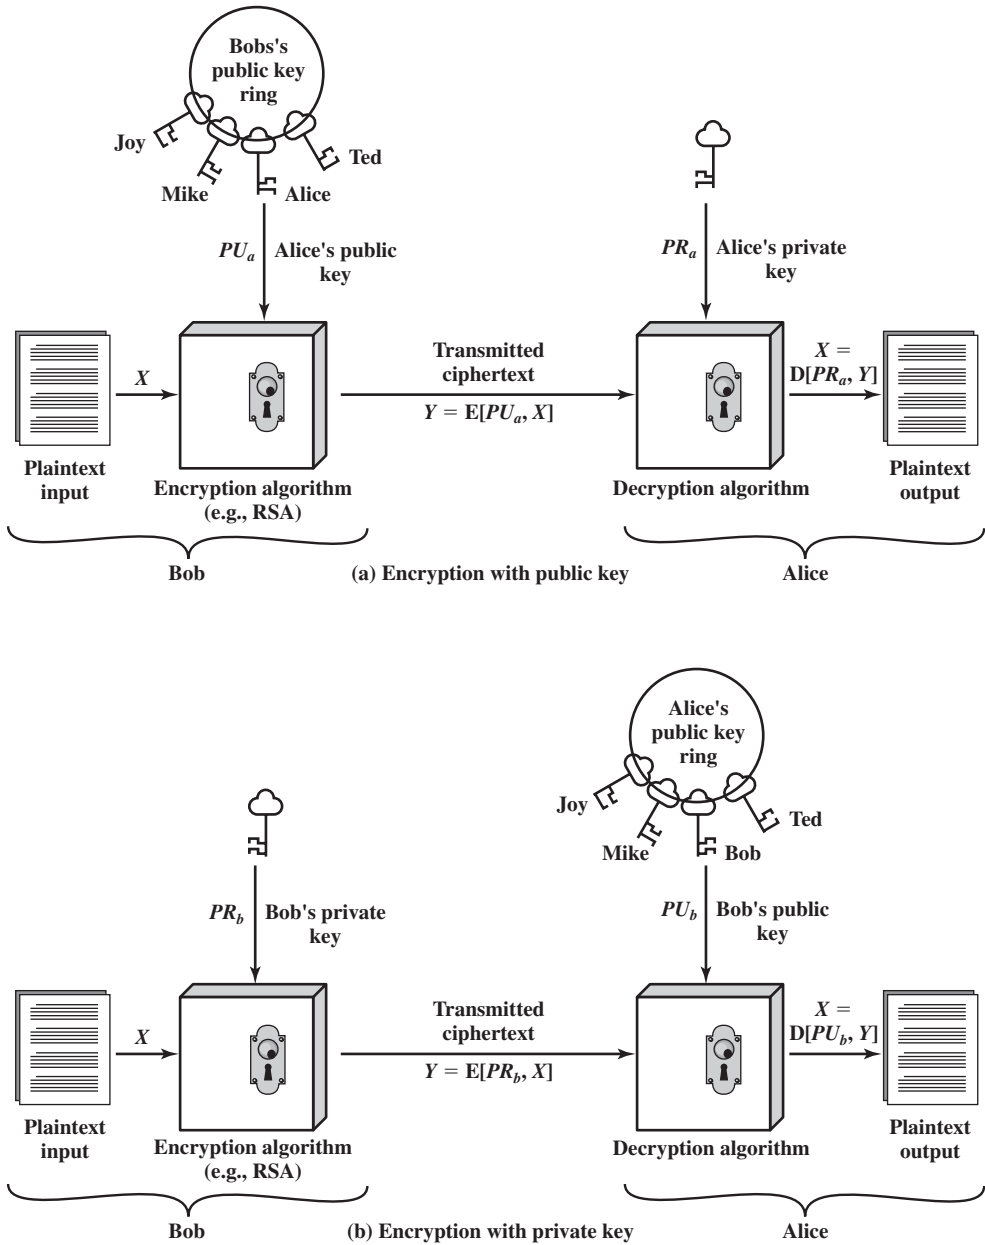 Bobs's
public key
ring
Joy
Ted
Mike
Alice
PUa
Alice's public
key
PRa
Alice's private
key
X
Transmitted
ciphertext
Y = E[PUa, X]
X =
D[PRa, Y]
Plaintext
input
Encryption algorithm
(e.g., RSA)
Decryption algorithm
Plaintext
output
Bob
(a) Encryption with public key
Alice
Alice's
public key
ring
Joy
Ted
Mike
Bob
PRb
Bob's private
key
PUb
Bob's public
key
X
Transmitted
ciphertext
Y = E[PRb, X]
X =
D[PUb, Y]
Plaintext
input
Encryption algorithm
(e.g., RSA)
Decryption algorithm
Plaintext
output
Bob
(b) Encryption with private key
Alice